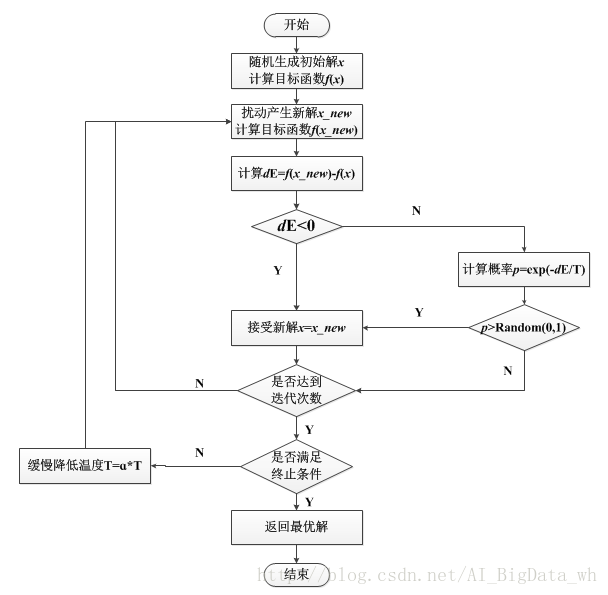 开始
随机生成初始解x
计算目标函数f(x)
扰动产生新解x_new
计算目标函数f(x_new)
计算dE=f(x_new)-f(x)
dE<0
N
Y
计算概率p=exp(-dE/T)
p>Random(0,1)
Y
N
接受新解x=x_new
是否达到
迭代次数
N
Y
是否满足
终止条件
N
Y
缓慢降低温度T=α*T
返回最优解
结束
http://blog.csdn.net/AI_BigData_wh